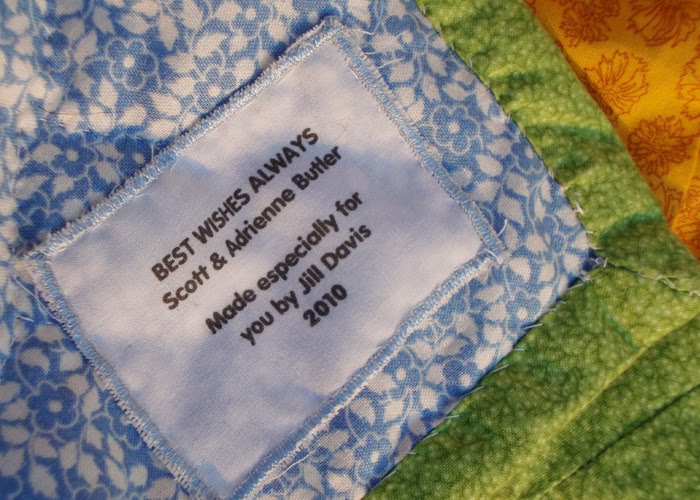 BEST WISHES ALWAYS
Scott & Adrienne Butler
Made especially for
you by Jill Davis
2010